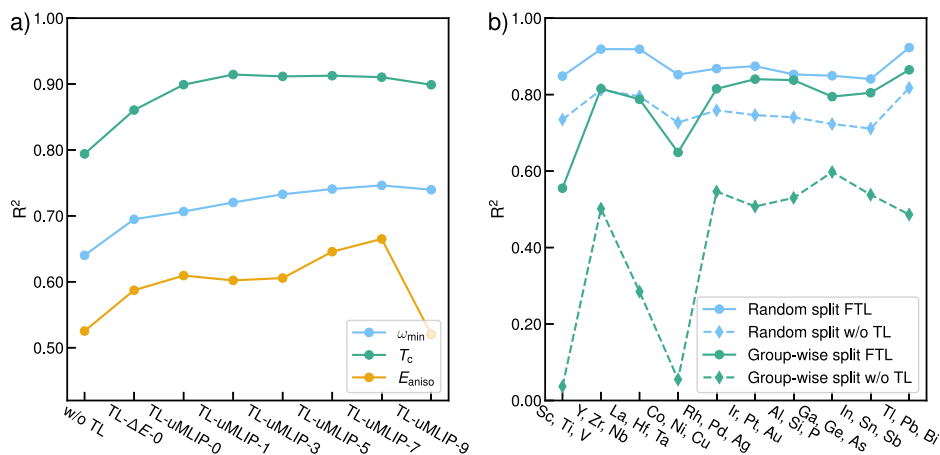 a)
R²
1.00
0.90
0.80
0.70
0.60
0.50
w/o TL
TL-ΔE-0
TL-uMLIP-0
TL-uMLIP-1
TL-uMLIP-3
TL-uMLIP-5
TL-uMLIP-7
TL-uMLIP-9
ω_min
T_c
E_aniso
b)
R²
1.00
0.80
0.60
0.40
0.20
0.00
Sc, Ti, V
Y, Zr, Nb
La, Hf, Ta
Co, Ni, Cu
Rh, Pd, Ag
Ir, Pt, Au
Al, Si, P
Ga, Ge, As
In, Sn, Sb
Tl, Pb, Bi
Random split FTL
Random split w/o TL
Group-wise split FTL
Group-wise split w/o TL